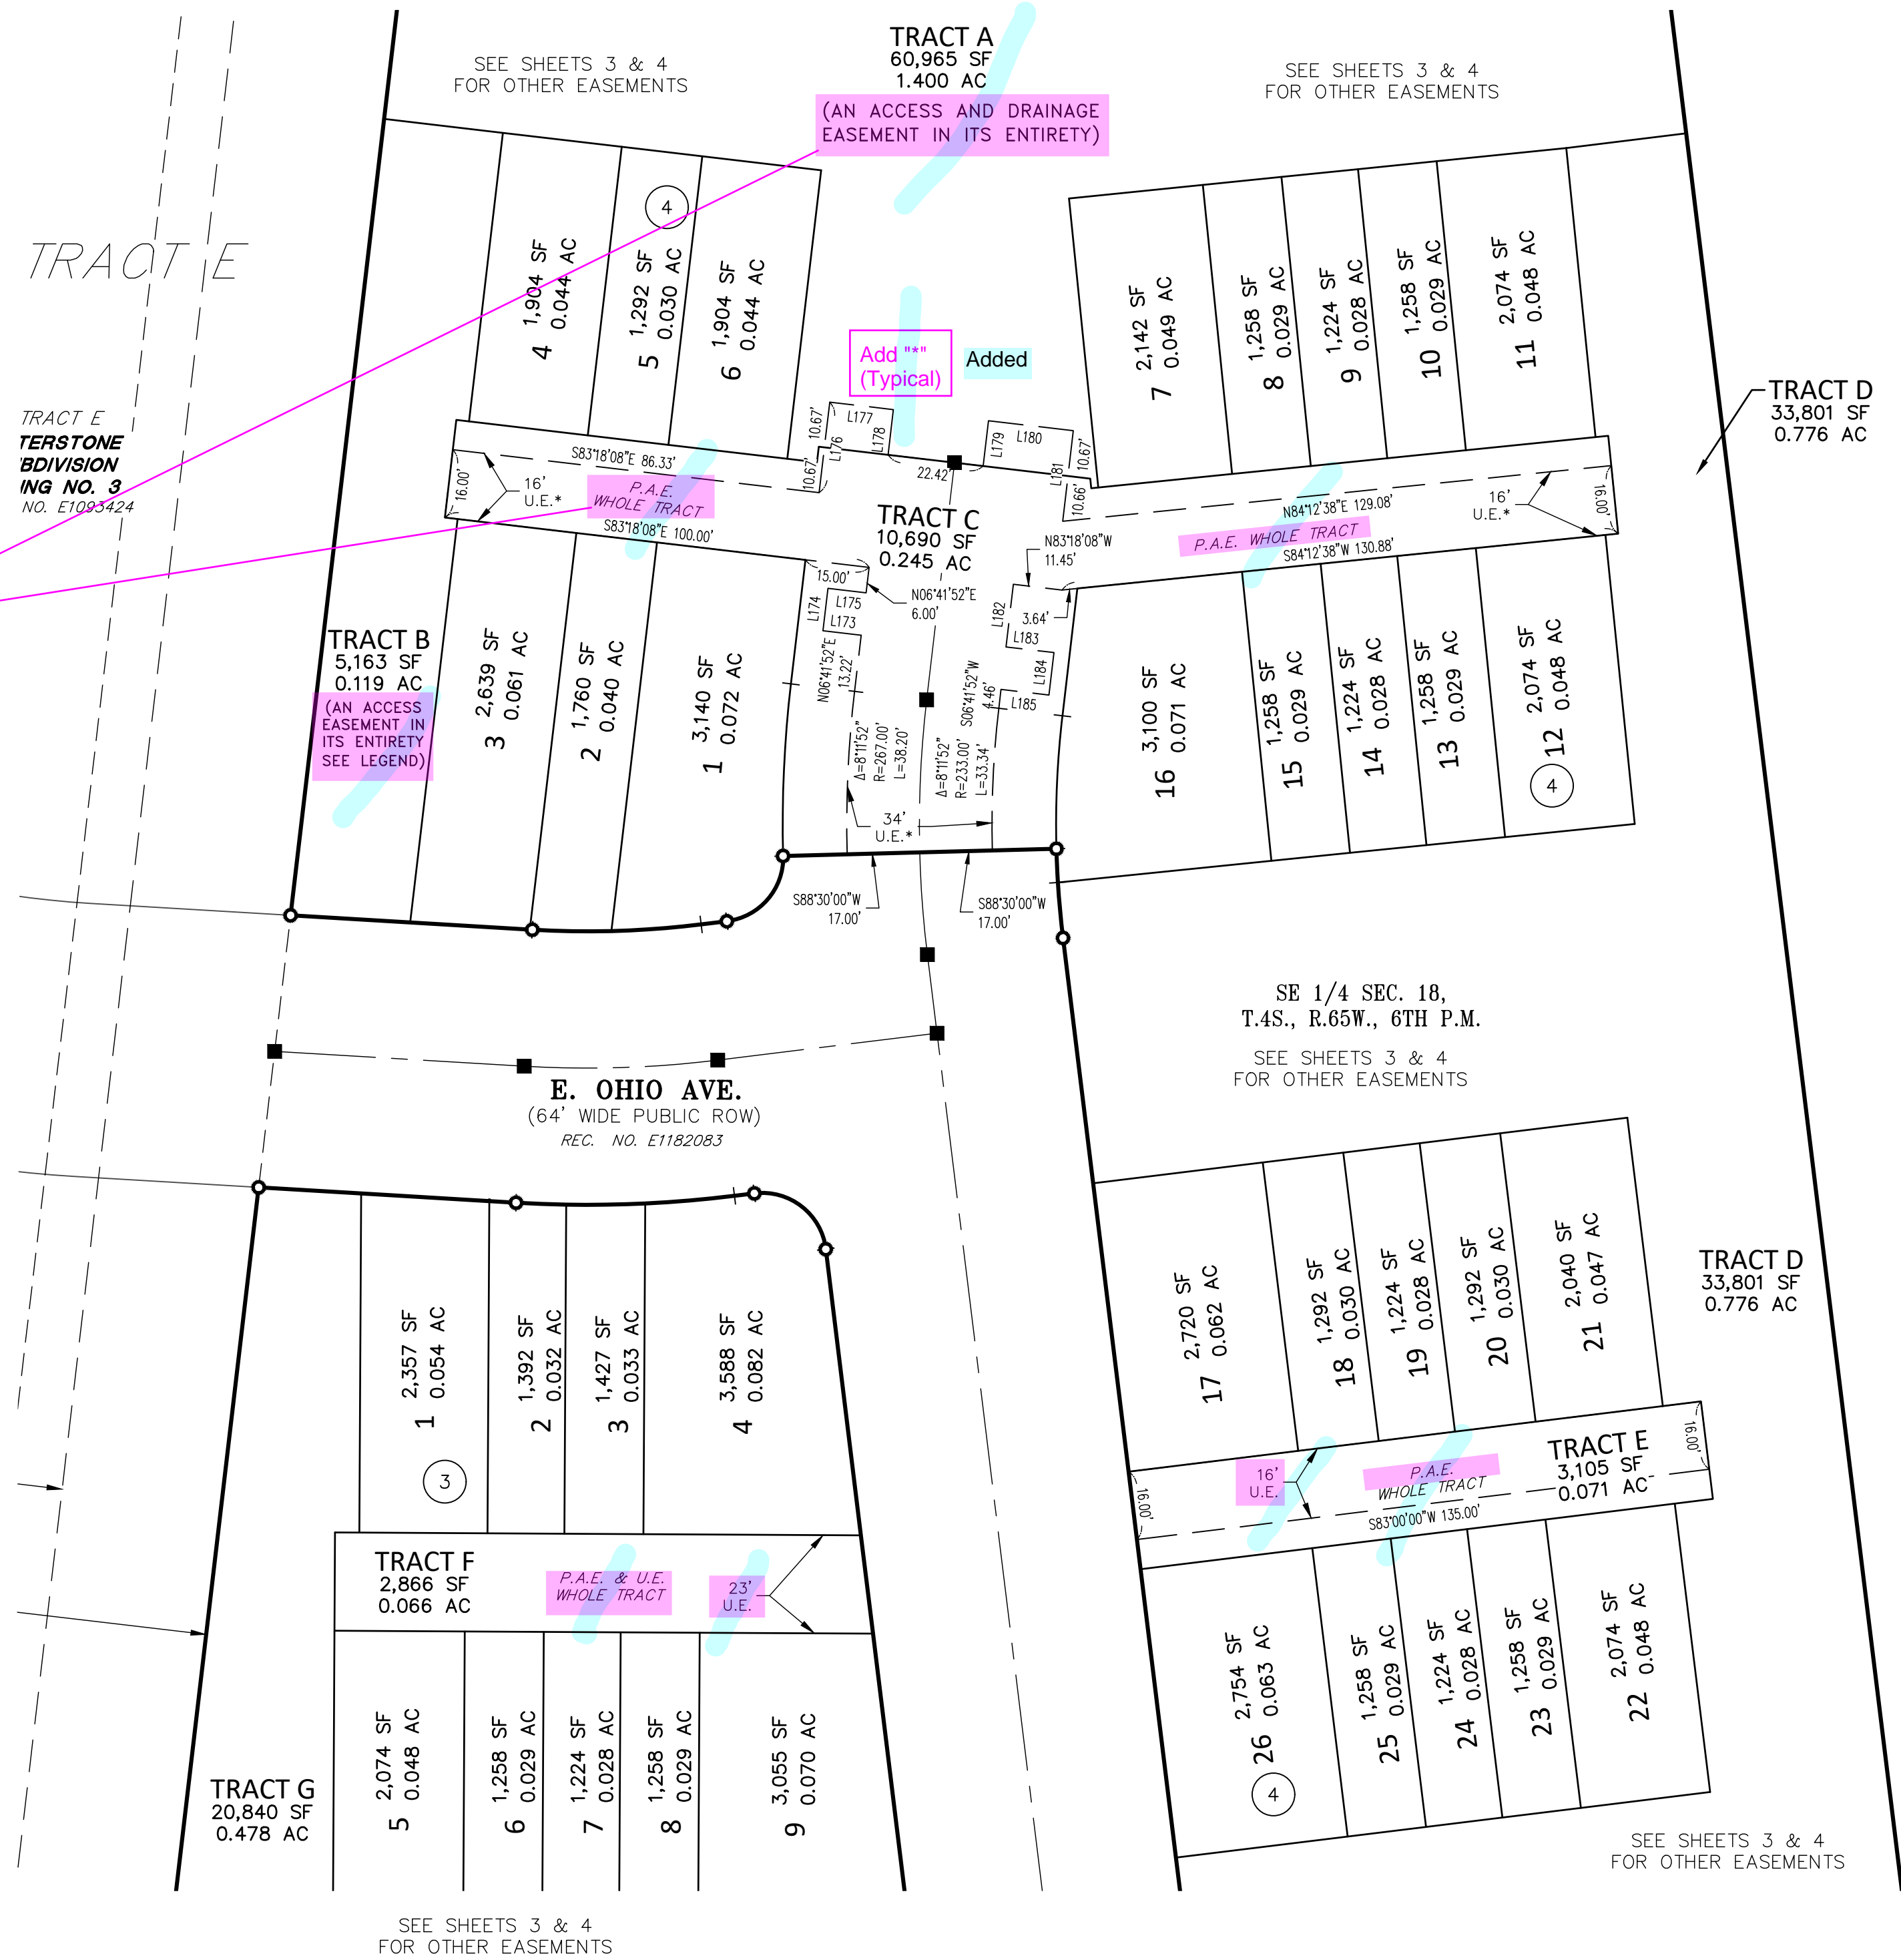 TRACT A
60,965 SF
1.400 AC
(AN ACCESS AND DRAINAGE
EASEMENT IN ITS ENTIRETY)
SEE SHEETS 3 & 4
FOR OTHER EASEMENTS
SEE SHEETS 3 & 4
FOR OTHER EASEMENTS
TRACT E
TRACT E
TERSTONE
BDIVISION
ING NO. 3
NO. E1093424
4
4 1,904 SF
0.044 AC
5 1,292 SF
0.030 AC
6 1,904 SF
0.044 AC
Add "*"
(Typical)
Added
7 2,142 SF
0.049 AC
8 1,258 SF
0.029 AC
9 1,224 SF
0.028 AC
10 1,258 SF
0.029 AC
11 2,074 SF
0.048 AC
TRACT D
33,801 SF
0.776 AC
10.67'
L177
L176
L178
10.67'
L179
L180
L181
10.67'
10.66'
22.42'
S83°18'08"E 86.33'
16.00'
16'
U.E.*
P.A.E.
WHOLE TRACT
S83°18'08"E 100.00'
TRACT C
10,690 SF
0.245 AC
N84°12'38"E 129.08'
16'
U.E.*
16.00'
P.A.E. WHOLE TRACT
S84°12'38"W 130.88'
N83°18'08"W
11.45'
15.00'
N06°41'52"E
6.00'
L174
L175
L173
L182
3.64'
L183
L184
L185
N06°41'52"E
13.22'
S06°41'52"W
4.46'
Δ=8°11'52"
R=267.00'
L=38.20'
Δ=8°11'52"
R=233.00'
L=33.34'
34'
U.E.*
TRACT B
5,163 SF
0.119 AC
(AN ACCESS
EASEMENT IN
ITS ENTIRETY
SEE LEGEND)
3 2,639 SF
0.061 AC
2 1,760 SF
0.040 AC
1 3,140 SF
0.072 AC
16 3,100 SF
0.071 AC
15 1,258 SF
0.029 AC
14 1,224 SF
0.028 AC
13 1,258 SF
0.029 AC
12 2,074 SF
0.048 AC
4
S88°30'00"W
17.00'
S88°30'00"W
17.00'
SE 1/4 SEC. 18,
T.4S., R.65W., 6TH P.M.
SEE SHEETS 3 & 4
FOR OTHER EASEMENTS
E. OHIO AVE.
(64' WIDE PUBLIC ROW)
REC. NO. E1182083
1 2,357 SF
0.054 AC
2 1,392 SF
0.032 AC
3 1,427 SF
0.033 AC
4 3,588 SF
0.082 AC
3
17 2,720 SF
0.062 AC
18 1,292 SF
0.030 AC
19 1,224 SF
0.028 AC
20 1,292 SF
0.030 AC
21 2,040 SF
0.047 AC
TRACT D
33,801 SF
0.776 AC
16.00'
16'
U.E.
P.A.E.
WHOLE TRACT
S83°00'00"W 135.00'
TRACT E
3,105 SF
0.071 AC
16.00'
TRACT F
2,866 SF
0.066 AC
P.A.E. & U.E.
WHOLE TRACT
23'
U.E.
5 2,074 SF
0.048 AC
6 1,258 SF
0.029 AC
7 1,224 SF
0.028 AC
8 1,258 SF
0.029 AC
9 3,055 SF
0.070 AC
26 2,754 SF
0.063 AC
4
25 1,258 SF
0.029 AC
24 1,224 SF
0.028 AC
23 1,258 SF
0.029 AC
22 2,074 SF
0.048 AC
TRACT G
20,840 SF
0.478 AC
SEE SHEETS 3 & 4
FOR OTHER EASEMENTS
SEE SHEETS 3 & 4
FOR OTHER EASEMENTS